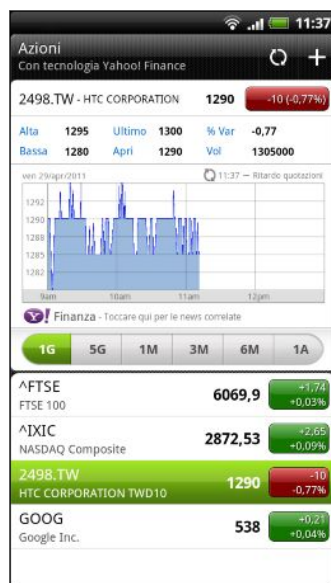 11:37
Azioni
Con tecnologia Yahoo! Finance
2498.TW - HTC CORPORATION 1290 -10 (-0,77%)
Alta 1295 Ultimo 1300 % Var -0,77
Bassa 1280 Apri 1290 Vol 1305000
ven 29/apr/2011 11:37 — Ritardo quotazioni
1292
1290
1288
1285
1282
9am 10am 11am 12pm
Y! Finanza - Toccare qui per le news correlate
1G 5G 1M 3M 6M 1A
^FTSE 6069,9 +1,74
FTSE 100 +0,03%
^IXIC 2872,53 +2,65
NASDAQ Composite +0,09%
2498.TW 1290 -10
HTC CORPORATION TWD10 -0,77%
GOOG 538 +0,21
Google Inc. +0,04%